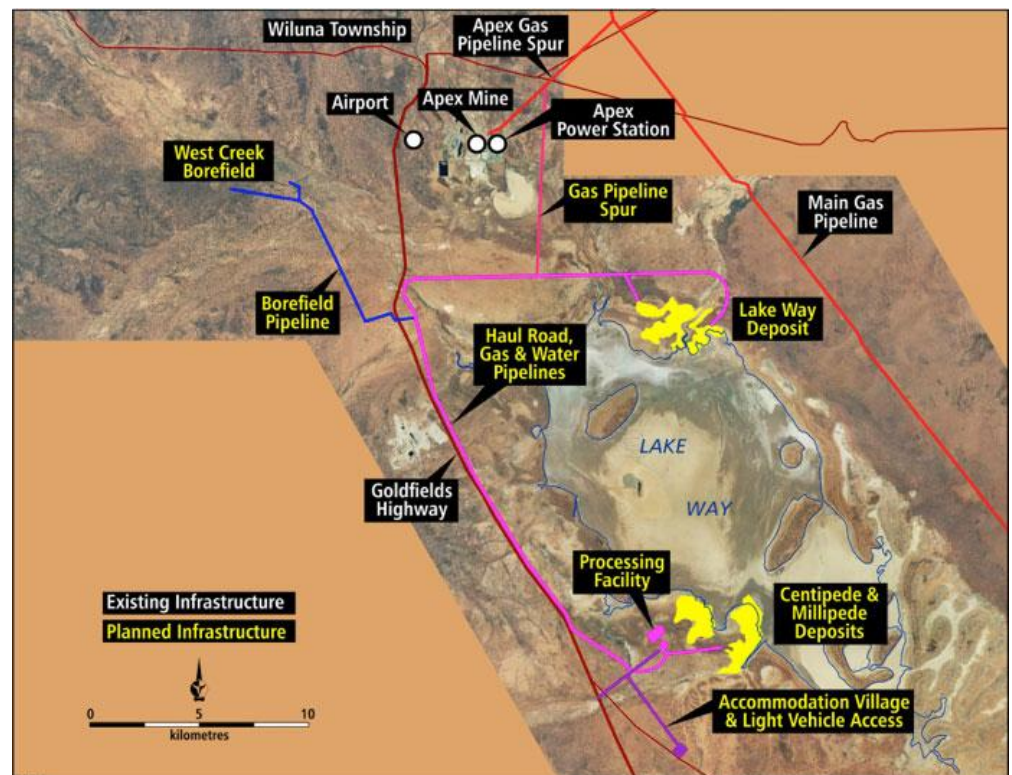 Wiluna Township
Apex Gas
Pipeline Spur
Airport
Apex Mine
Apex
Power Station
West Creek
Borefield
Gas Pipeline
Spur
Main Gas
Pipeline
Borefield
Pipeline
Lake Way
Deposit
Haul Road,
Gas & Water
Pipelines
LAKE
WAY
Goldfields
Highway
Processing
Facility
Centipede &
Millipede
Deposits
Existing Infrastructure
Planned Infrastructure
Accommodation Village
& Light Vehicle Access
0 5 10
kilometres